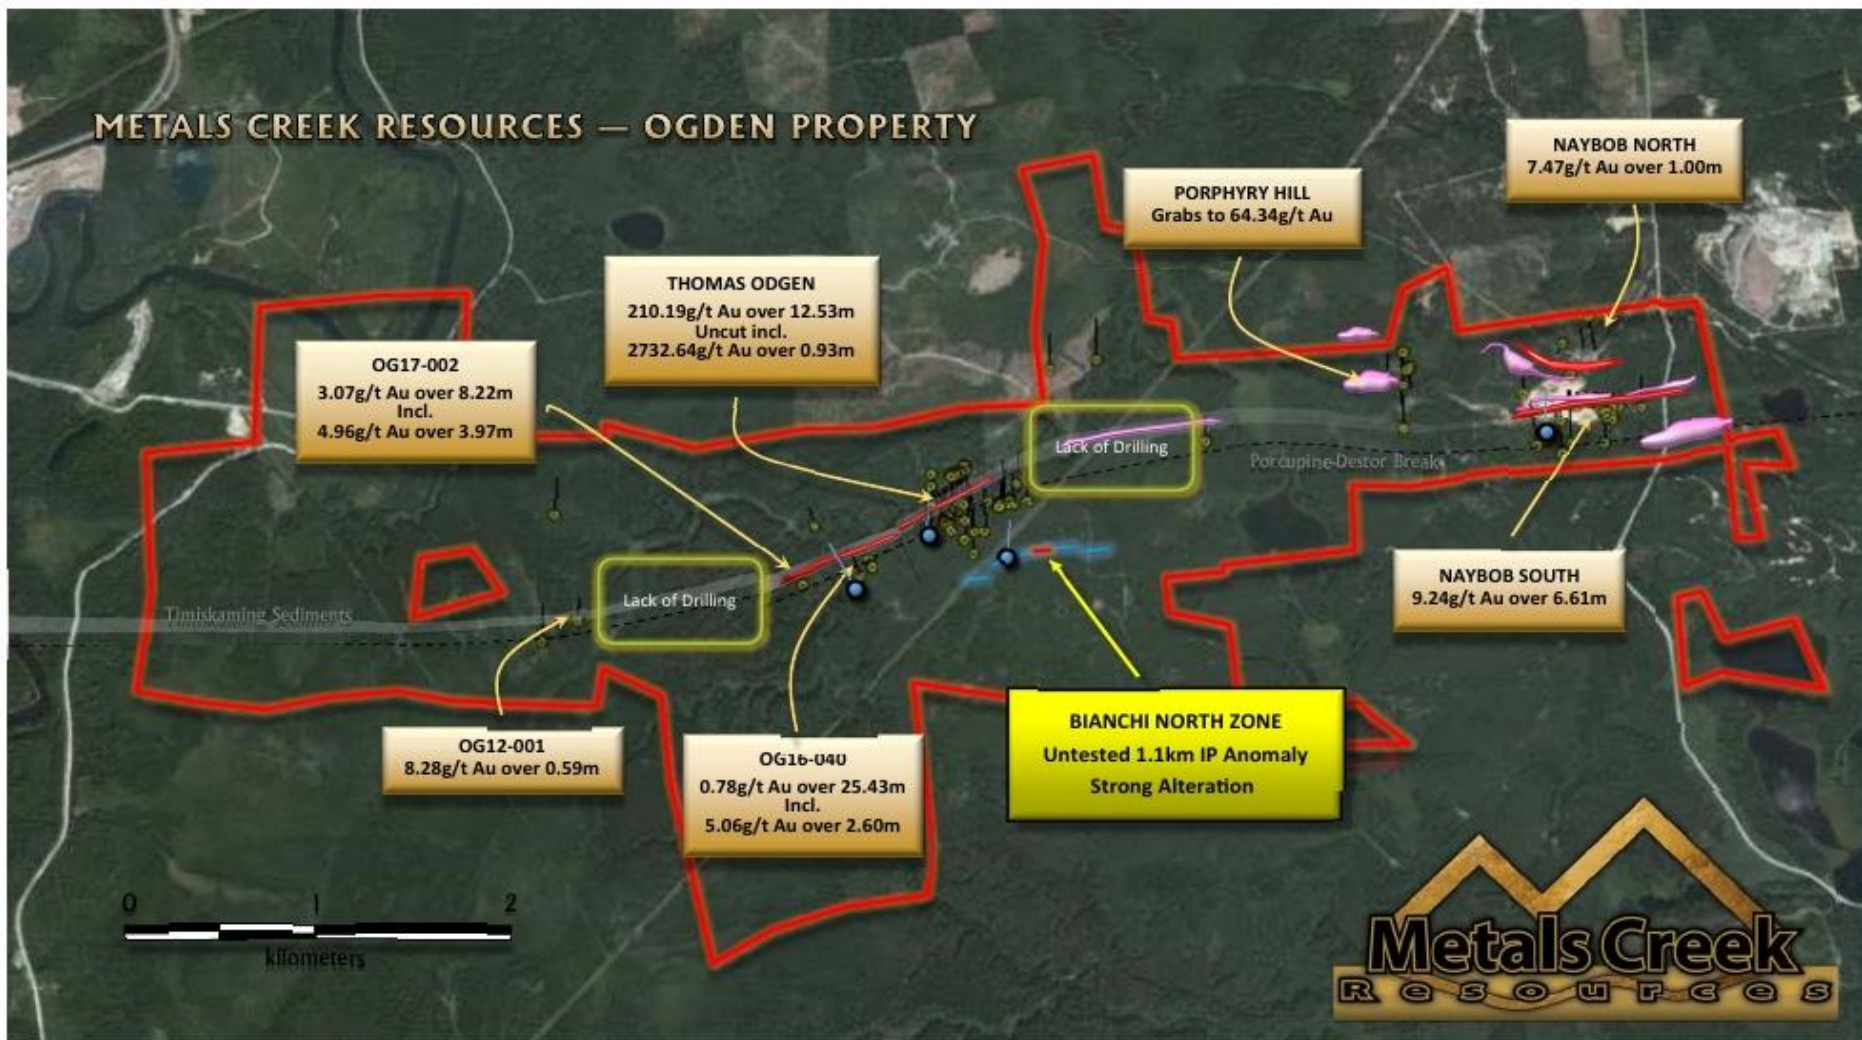 METALS CREEK RESOURCES — OGDEN PROPERTY
NAYBOB NORTH
7.47g/t Au over 1.00m
PORPHYRY HILL
Grabs to 64.34g/t Au
THOMAS ODGEN
210.19g/t Au over 12.53m
Uncut incl.
2732.64g/t Au over 0.93m
OG17-002
3.07g/t Au over 8.22m
Incl.
4.96g/t Au over 3.97m
Lack of Drilling
Porcupine-Destor Break
Lack of Drilling
Timiskaming Sediments
NAYBOB SOUTH
9.24g/t Au over 6.61m
OG12-001
8.28g/t Au over 0.59m
OG16-040
0.78g/t Au over 25.43m
Incl.
5.06g/t Au over 2.60m
BIANCHI NORTH ZONE
Untested 1.1km IP Anomaly
Strong Alteration
0 1 2
kilometers
Metals Creek
Resources